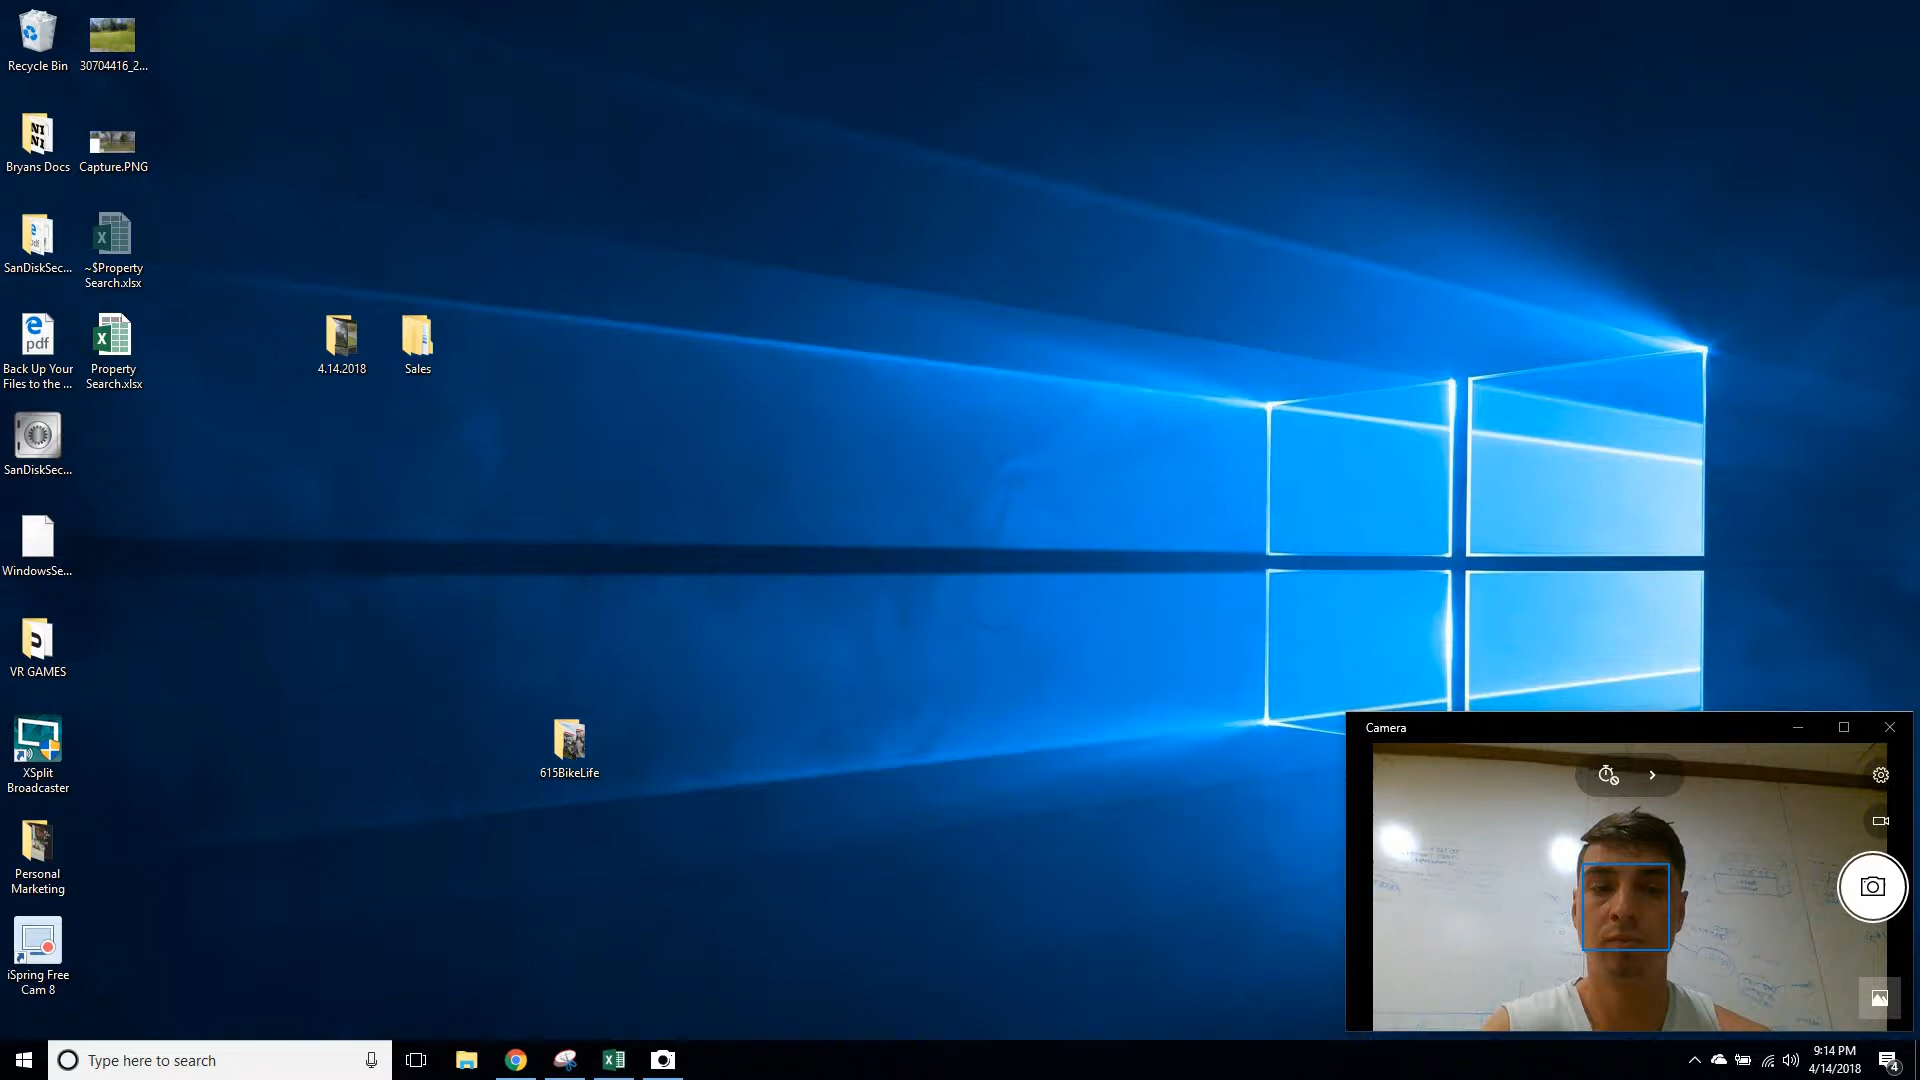 Recycle Bin
30704416_2...
Bryans Docs
Capture.PNG
SanDiskSec...
~$Property
Search.xlsx
Back Up Your
Files to the ...
Property
Search.xlsx
4.14.2018
Sales
SanDiskSec...
WindowsSe...
VR GAMES
XSplit
Broadcaster
615BikeLife
Personal
Marketing
iSpring Free
Cam 8
Camera
Type here to search
9:14 PM
4/14/2018
4